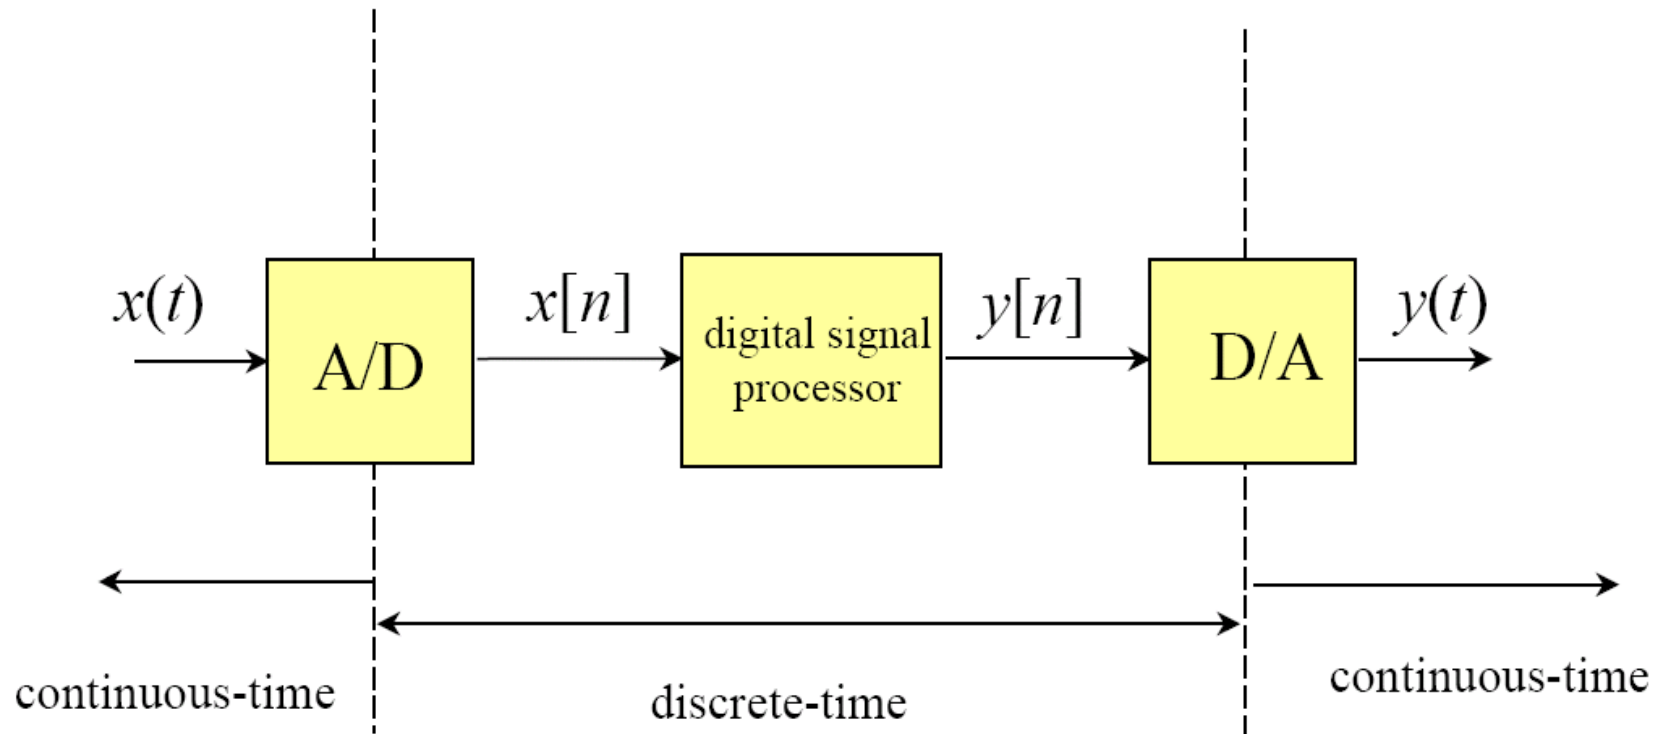 x(t)
A/D
x[n]
digital signal
processor
y[n]
D/A
y(t)
continuous-time
discrete-time
continuous-time